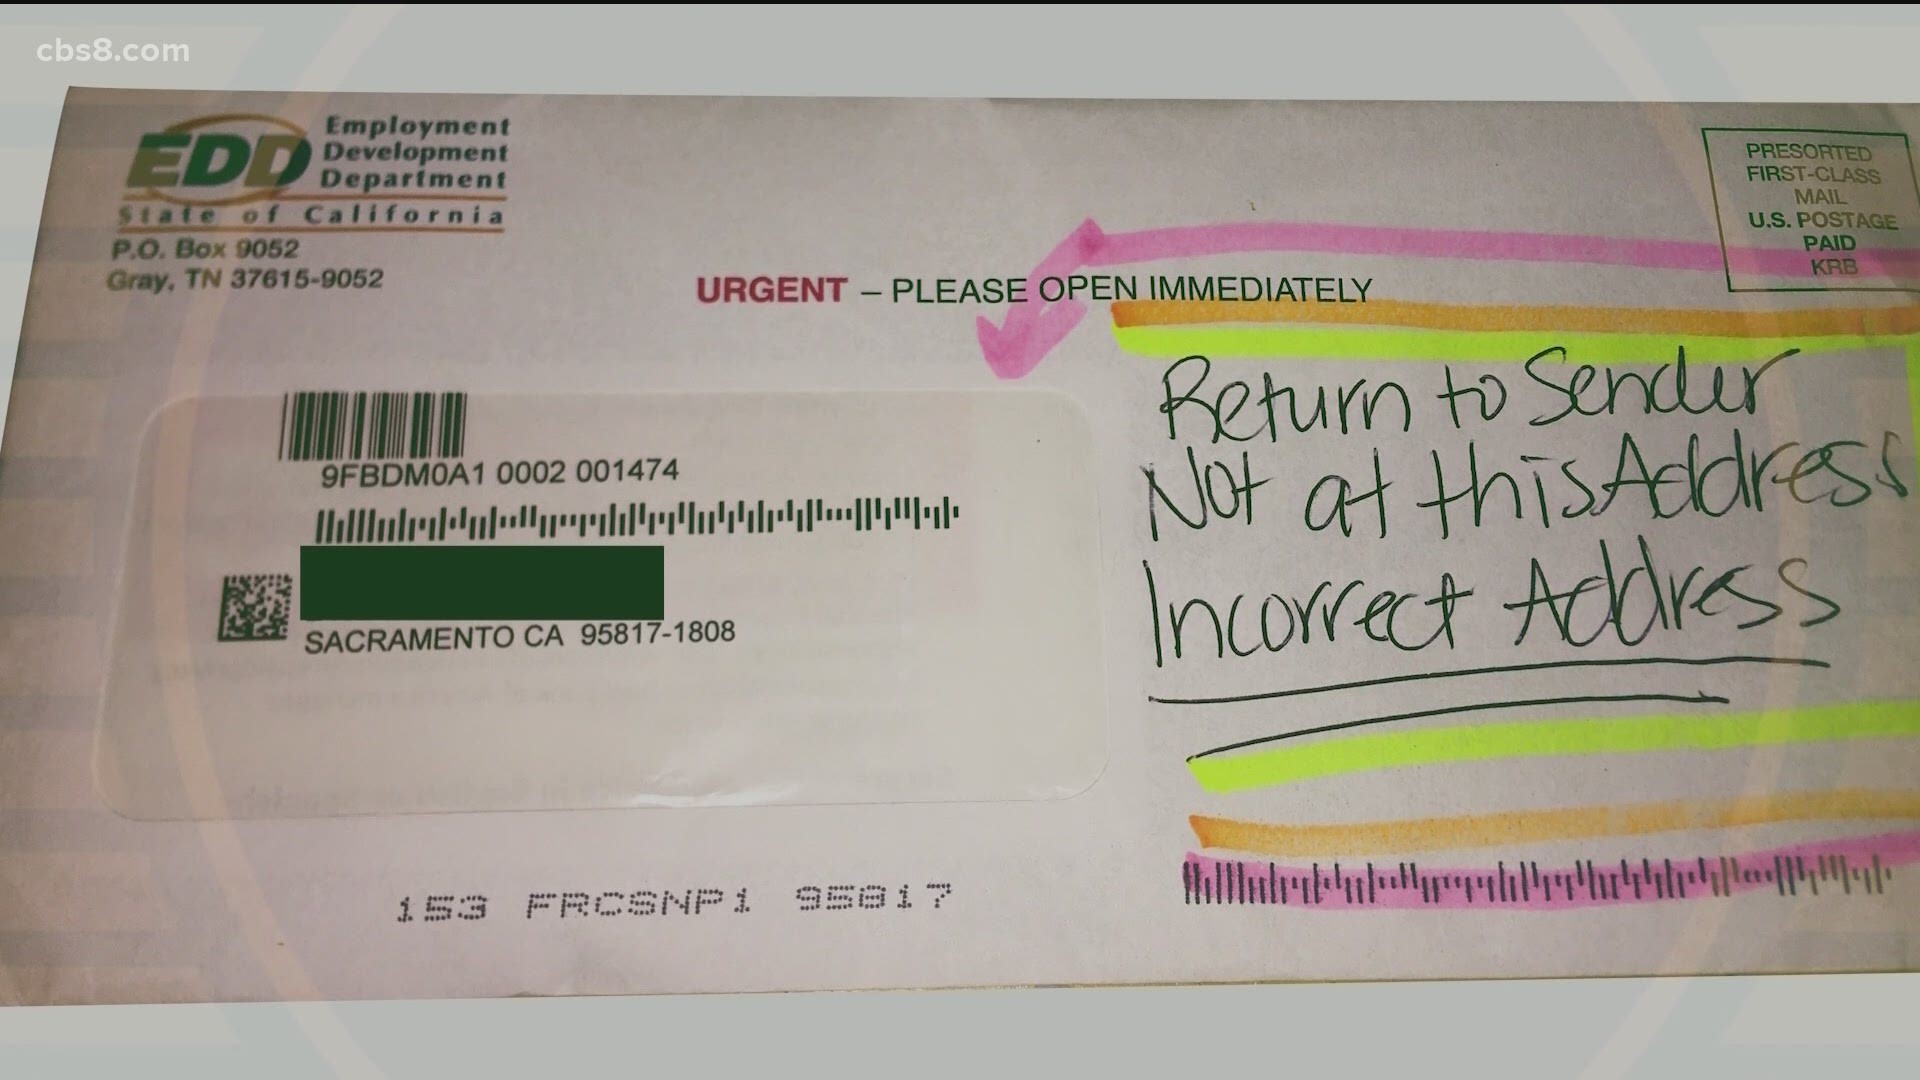 cbs8.com
EDD
Employment
Development
Department
State of California
P.O. Box 9052
Gray, TN 37615-9052
PRESORTED
FIRST-CLASS
MAIL
U.S. POSTAGE
PAID
KRB
URGENT – PLEASE OPEN IMMEDIATELY
Return to Sender
Not at this Address
Incorrect Address
9FBDM0A1 0002 001474
SACRAMENTO CA 95817-1808
153 FRCSNP1 95817